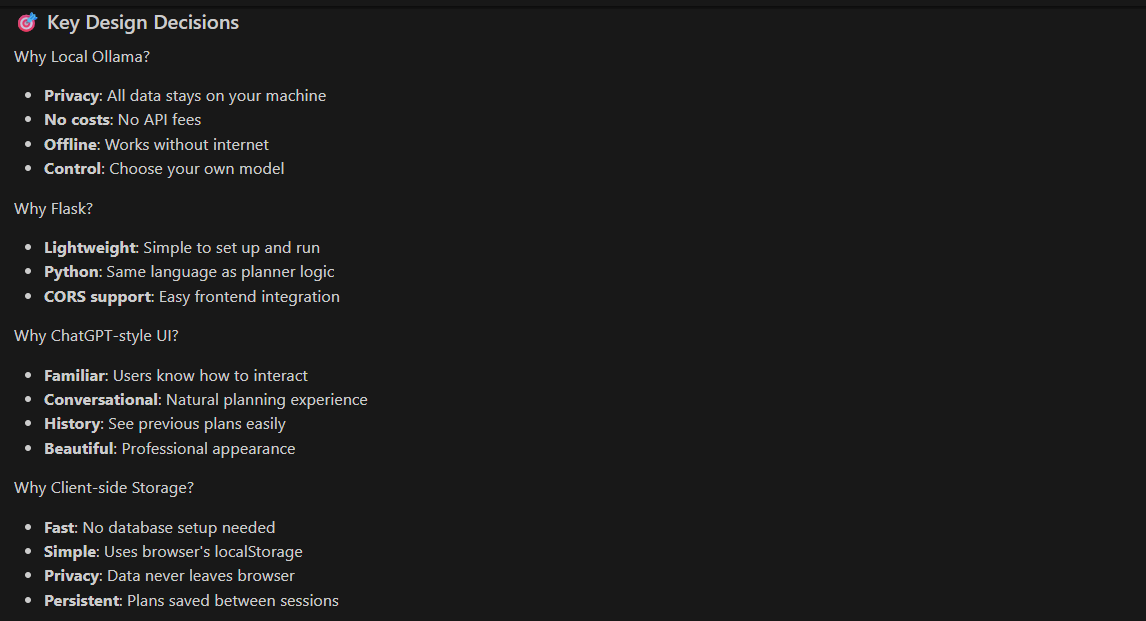 🎯 Key Design Decisions
Why Local Ollama?
• Privacy: All data stays on your machine
• No costs: No API fees
• Offline: Works without internet
• Control: Choose your own model
Why Flask?
• Lightweight: Simple to set up and run
• Python: Same language as planner logic
• CORS support: Easy frontend integration
Why ChatGPT-style UI?
• Familiar: Users know how to interact
• Conversational: Natural planning experience
• History: See previous plans easily
• Beautiful: Professional appearance
Why Client-side Storage?
• Fast: No database setup needed
• Simple: Uses browser's localStorage
• Privacy: Data never leaves browser
• Persistent: Plans saved between sessions